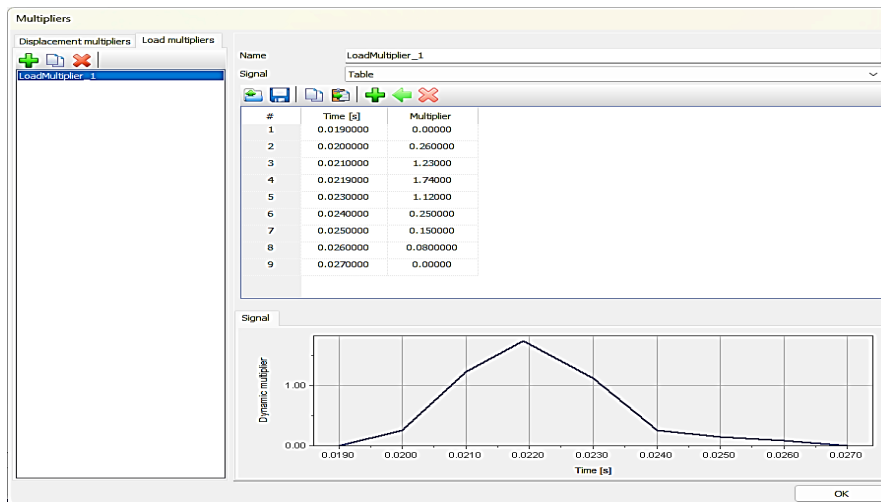 Multipliers
Displacement multipliers Load multipliers
LoadMultiplier_1
Name LoadMultiplier_1
Signal Table
# Time [s] Multiplier
1 0.0190000 0.00000
2 0.0200000 0.260000
3 0.0210000 1.23000
4 0.0219000 1.74000
5 0.0230000 1.12000
6 0.0240000 0.250000
7 0.0250000 0.150000
8 0.0260000 0.0800000
9 0.0270000 0.00000
Signal
Dynamic multiplier
1.00
0.00
0.0190 0.0200 0.0210 0.0220 0.0230 0.0240 0.0250 0.0260 0.0270
Time [s]
OK